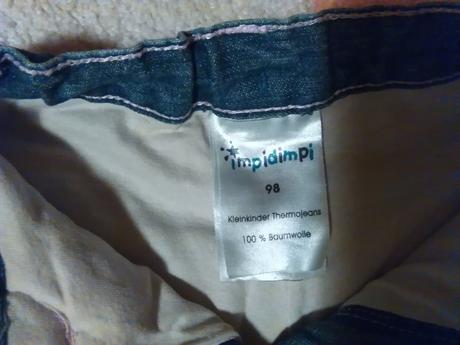 impidimpi
98
Kleinkinder Thermojeans
100 % Baumwolle